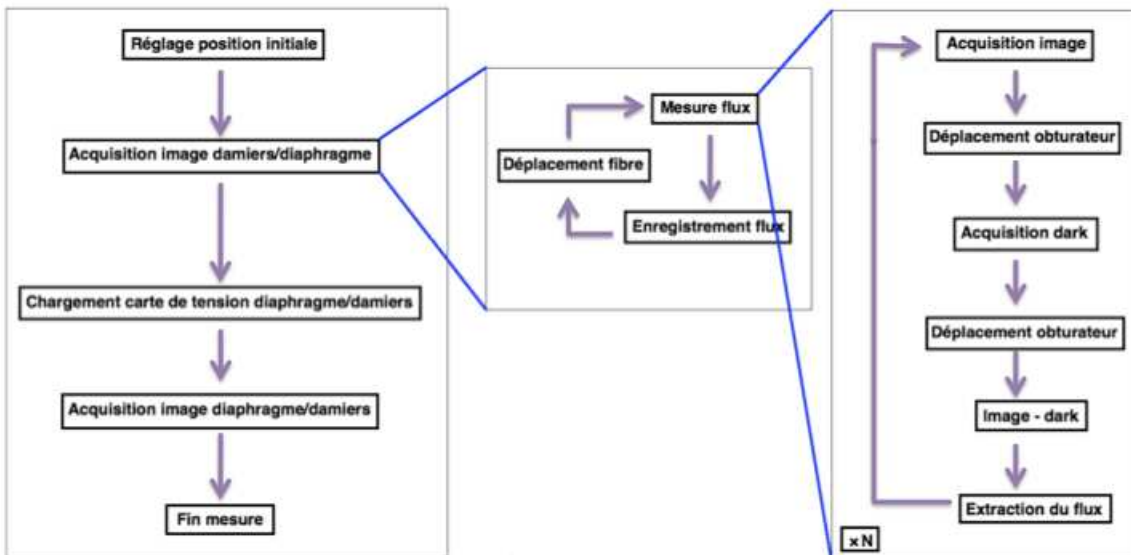 Réglage position initiale
Acquisition image damiers/diaphragme
Chargement carte de tension diaphragme/damiers
Acquisition image diaphragme/damiers
Fin mesure
Mesure flux
Déplacement fibre
Enregistrement flux
Acquisition image
Déplacement obturateur
Acquisition dark
Déplacement obturateur
Image - dark
Extraction du flux
×N